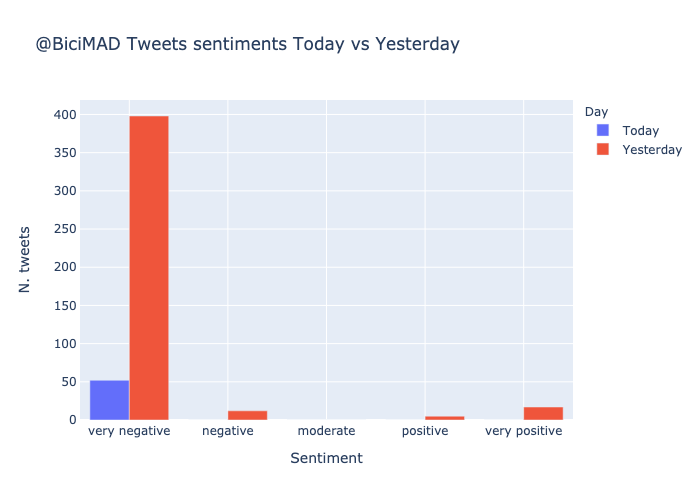 @BiciMAD Tweets sentiments Today vs Yesterday
Day
Today
Yesterday
400
350
300
250
200
150
100
50
0
N. tweets
very negative
negative
moderate
positive
very positive
Sentiment